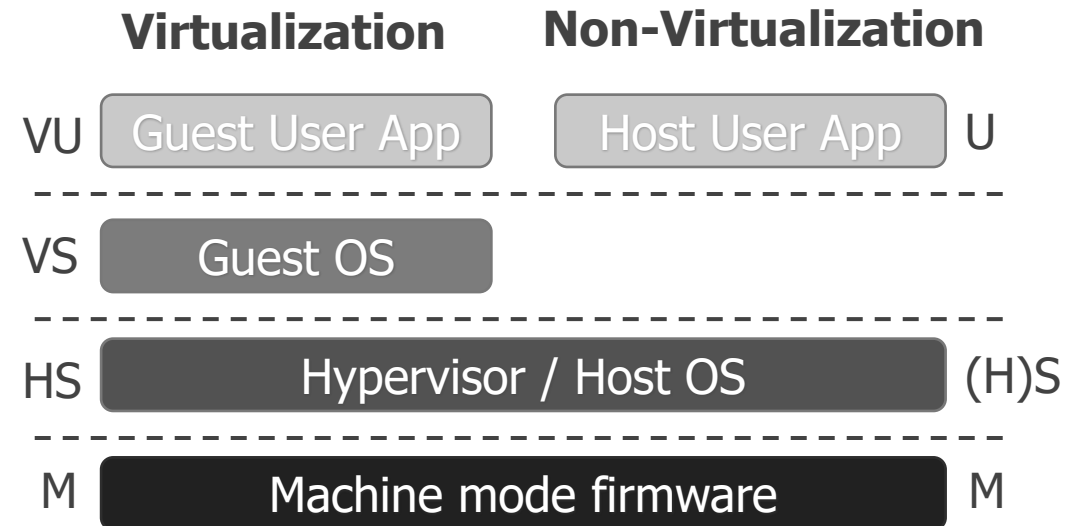 Virtualization Non-Virtualization
VU Guest User App Host User App U
VS Guest OS
HS Hypervisor / Host OS (H)S
M Machine mode firmware M